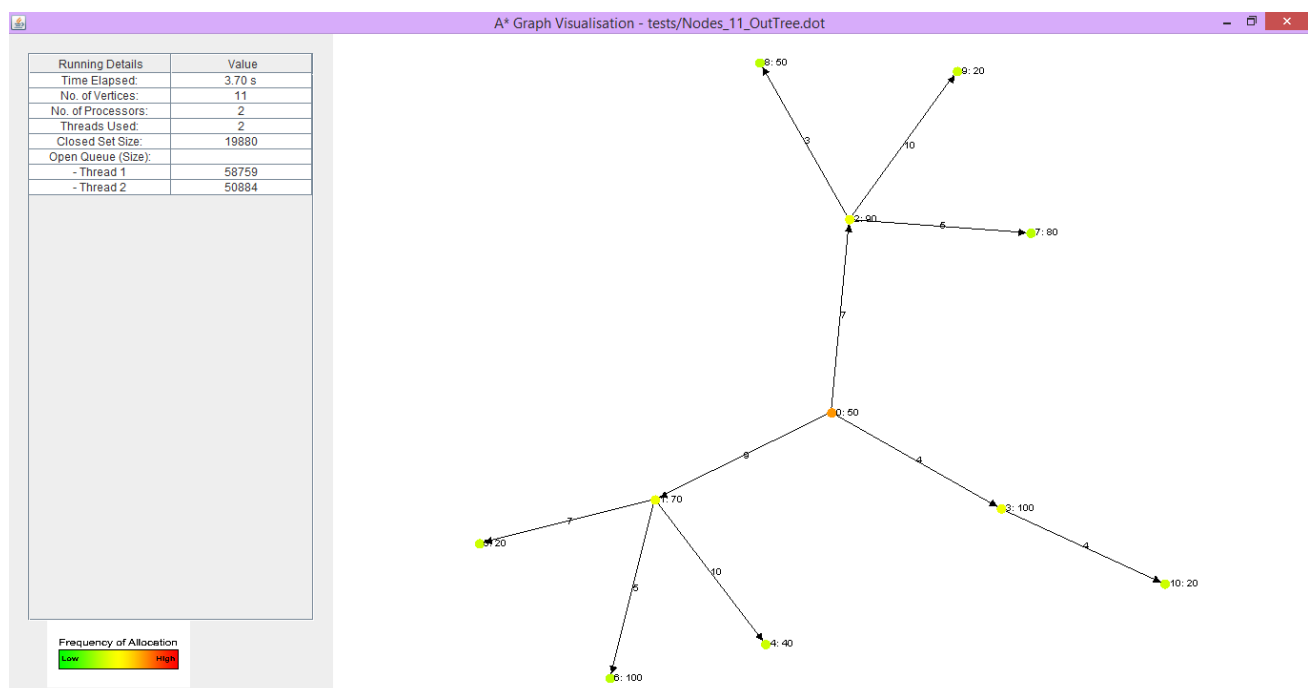 A* Graph Visualisation - tests/Nodes_11_OutTree.dot
Running Details Value
Time Elapsed: 3.70 s
No. of Vertices: 11
No. of Processors: 2
Threads Used: 2
Closed Set Size: 19880
Open Queue (Size):
- Thread 1 58759
- Thread 2 50884
Frequency of Allocation
Low High
8: 50
9: 20
3
10
2: 90
5
7: 80
7
0: 50
9
4
1: 70
3: 100
7
20
10
4
5
10: 20
4: 40
6: 100